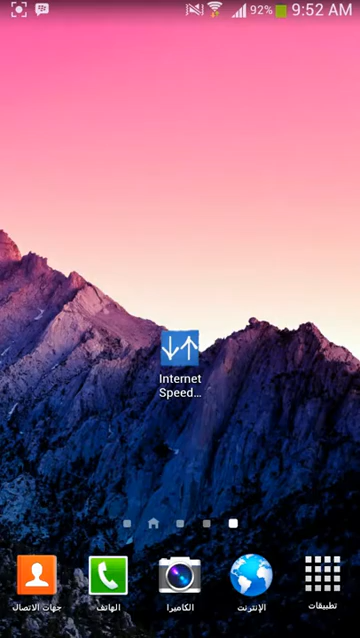 92% 9:52 AM
Internet
Speed...
جهات الاتصال
الهاتف
الكاميرا
الإنترنت
تطبيقات